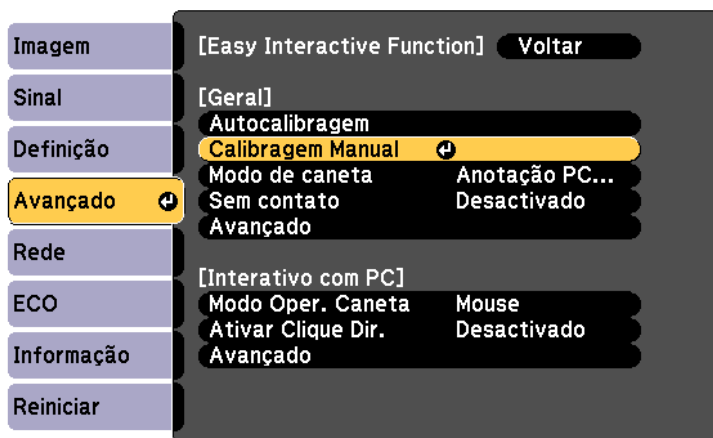 Imagem
Sinal
Definição
Avançado
Rede
ECO
Informação
Reiniciar
[Easy Interactive Function] Voltar
[Geral]
Autocalibragem
Calibragem Manual
Modo de caneta Anotação PC...
Sem contato Desactivado
Avançado
[Interativo com PC]
Modo Oper. Caneta Mouse
Ativar Clique Dir. Desactivado
Avançado